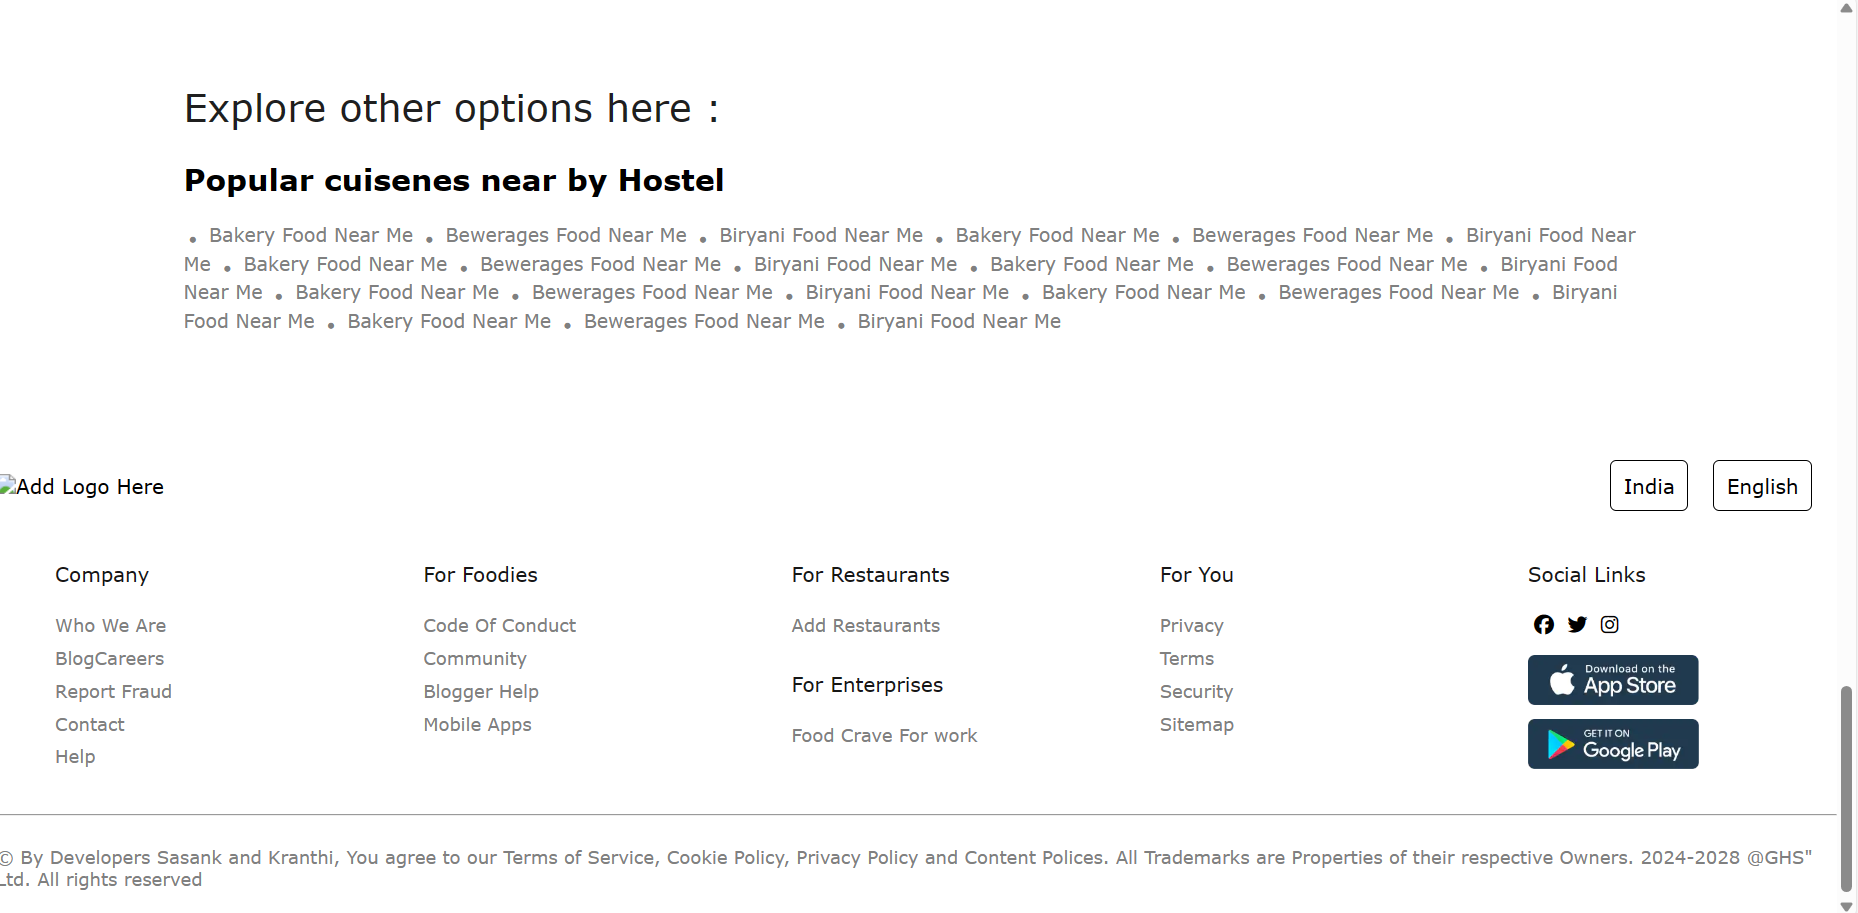 Explore other options here :
Popular cuisenes near by Hostel
• Bakery Food Near Me • Bewerages Food Near Me • Biryani Food Near Me • Bakery Food Near Me • Bewerages Food Near Me • Biryani Food Near
Me • Bakery Food Near Me • Bewerages Food Near Me • Biryani Food Near Me • Bakery Food Near Me • Bewerages Food Near Me • Biryani Food
Near Me • Bakery Food Near Me • Bewerages Food Near Me • Biryani Food Near Me • Bakery Food Near Me • Bewerages Food Near Me • Biryani
Food Near Me • Bakery Food Near Me • Bewerages Food Near Me • Biryani Food Near Me
Add Logo Here
India
English
Company
Who We Are
BlogCareers
Report Fraud
Contact
Help
For Foodies
Code Of Conduct
Community
Blogger Help
Mobile Apps
For Restaurants
Add Restaurants
For Enterprises
Food Crave For work
For You
Privacy
Terms
Security
Sitemap
Social Links
Download on the
App Store
GET IT ON
Google Play
© By Developers Sasank and Kranthi, You agree to our Terms of Service, Cookie Policy, Privacy Policy and Content Polices. All Trademarks are Properties of their respective Owners. 2024-2028 @GHS"
Ltd. All rights reserved